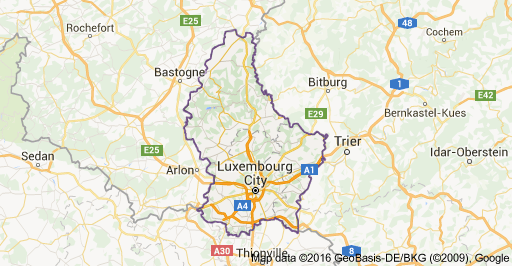 Rochefort
E25
48
Cochem
1
Bastogne
Bitburg
E42
E29
Bernkastel-Kues
Trier
E25
Sedan
Arlon
Luxembourg
City
A1
Idar-Oberstein
A4
A30
Thionville
8
Map data ©2016 GeoBasis-DE/BKG (©2009), Google